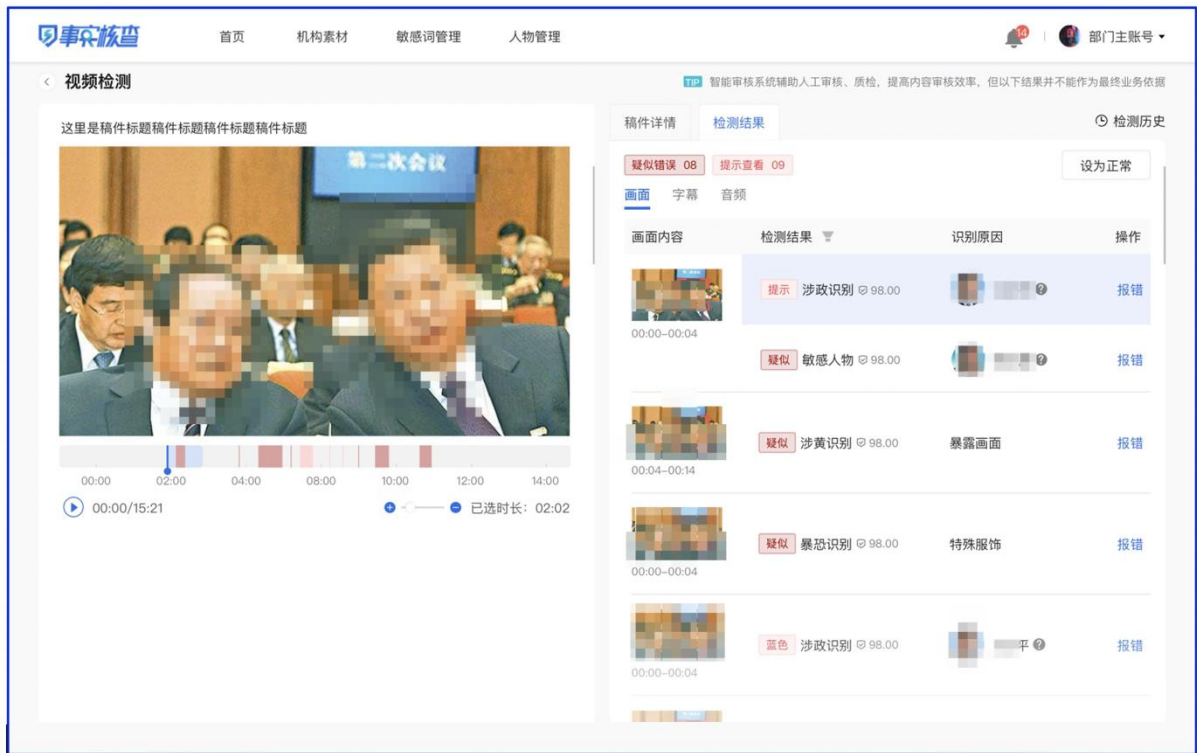 事实核查
首页
机构素材
敏感词管理
人物管理
14
部门主账号
视频检测
TIP 智能审核系统辅助人工审核、质检，提高内容审核效率、但以下结果并不能作为最终业务依据
这里是稿件标题稿件标题稿件标题稿件标题
第二次会议
00:00 02:00 04:00 08:00 10:00 12:00 14:00
00:00/15:21
已选时长：02:02
稿件详情
检测结果
检测历史
疑似错误 08
提示查看 09
设为正常
画面 字幕 音频
画面内容 检测结果 识别原因 操作
提示 涉政识别 98.00 报错
00:00-00:04
疑似 敏感人物 98.00 报错
疑似 涉黄识别 98.00 暴露画面 报错
00:04-00:14
疑似 暴恐识别 98.00 特殊服饰 报错
00:00-00:04
蓝色 涉政识别 98.00 平 报错
00:00-00:04